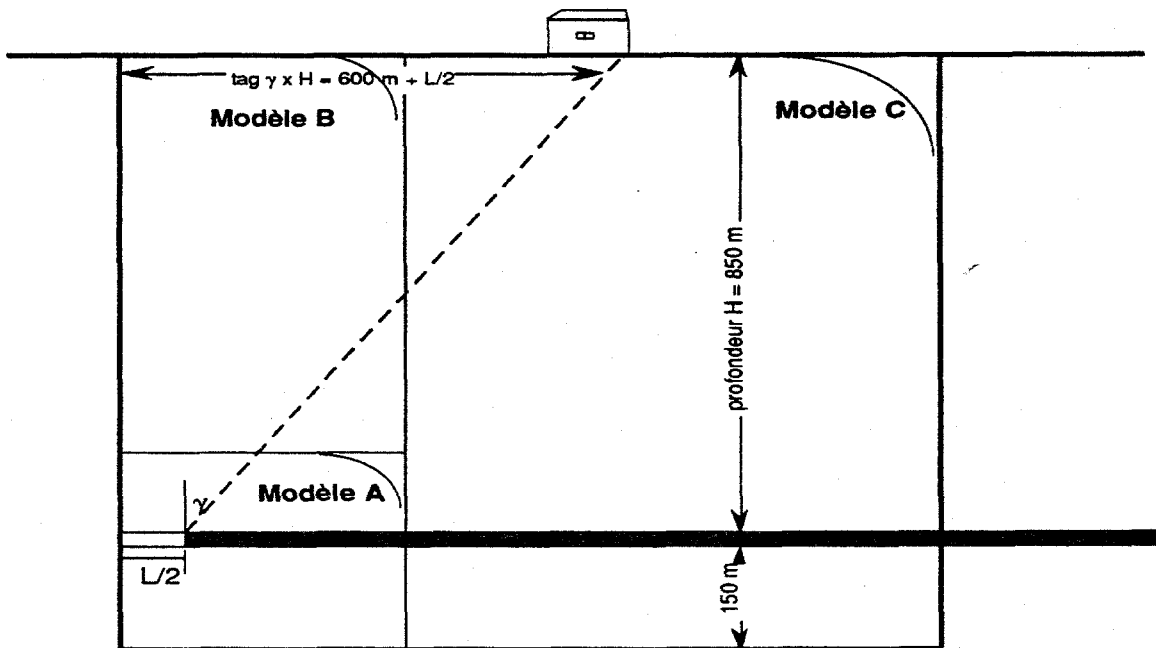 tag γ x H = 600 m + L/2
Modèle B
Modèle C
profondeur H = 850 m
γ
Modèle A
L/2
150 m